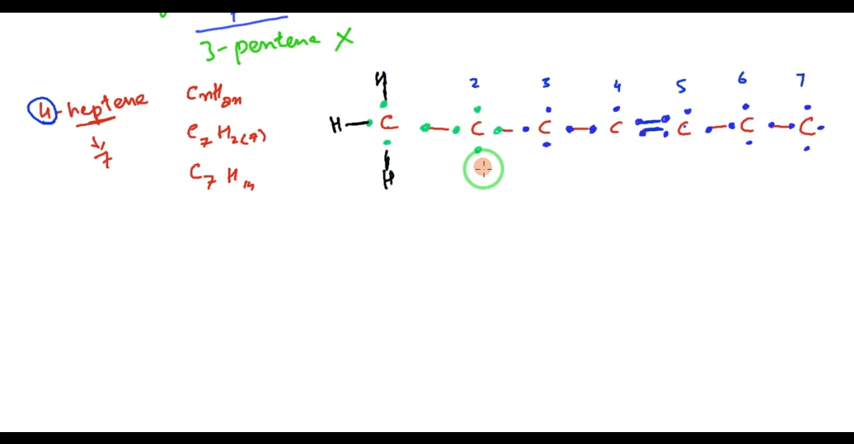 3-pentene X
4-heptene
7
CnH2n
C7H2(7)
C7H14
2 3 4 5 6 7
H
H-C-C-C-C=C-C-C
H